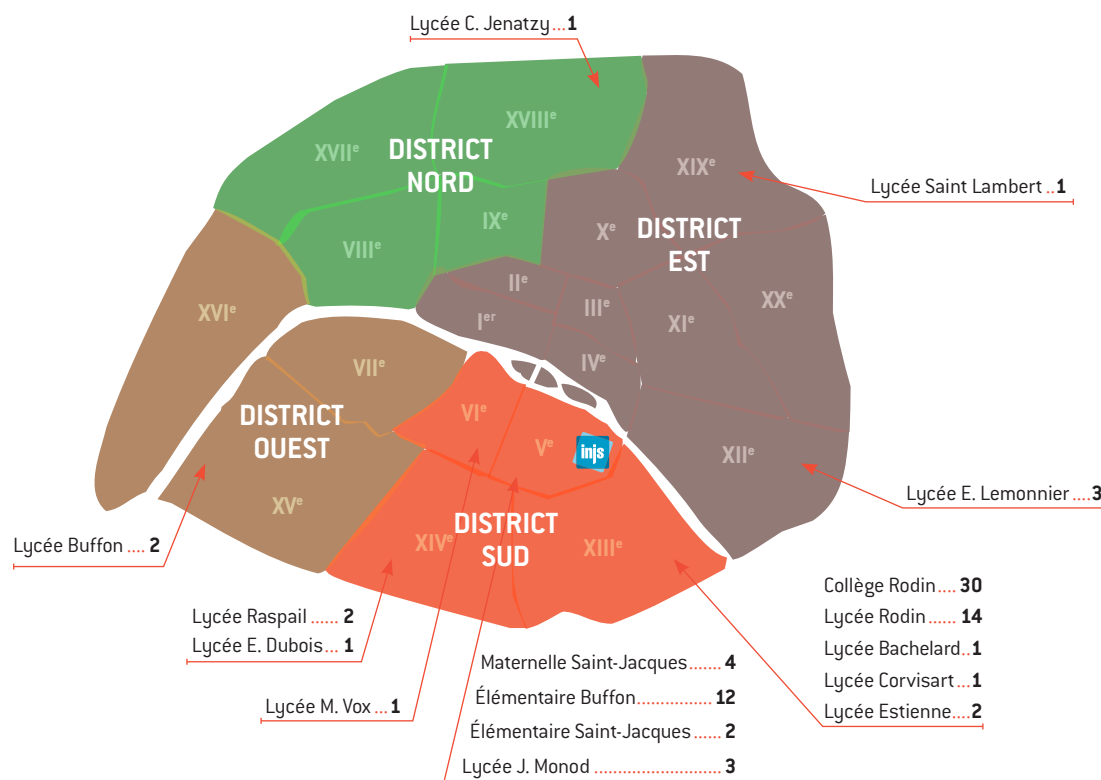 Lycée C. Jenatzy ... 1
XVIIIe
XVIIe
DISTRICT
NORD
XIXe
Lycée Saint Lambert .. 1
IXe
Xe
DISTRICT
EST
VIIIe
IIe
IIIe
XXe
XVIe
Ier
XIe
IVe
VIIe
DISTRICT
OUEST
VIe
Ve
injs
XIIe
XVe
Lycée E. Lemonnier .... 3
DISTRICT
SUD
XIVe
XIIIe
Lycée Buffon .... 2
Lycée Raspail ...... 2
Lycée E. Dubois ... 1
Lycée M. Vox ... 1
Maternelle Saint-Jacques ...... 4
Élémentaire Buffon .......... 12
Élémentaire Saint-Jacques ..... 2
Lycée J. Monod ...................... 3
Collège Rodin .... 30
Lycée Rodin ...... 14
Lycée Bachelard .. 1
Lycée Corvisart ... 1
Lycée Estienne .... 2